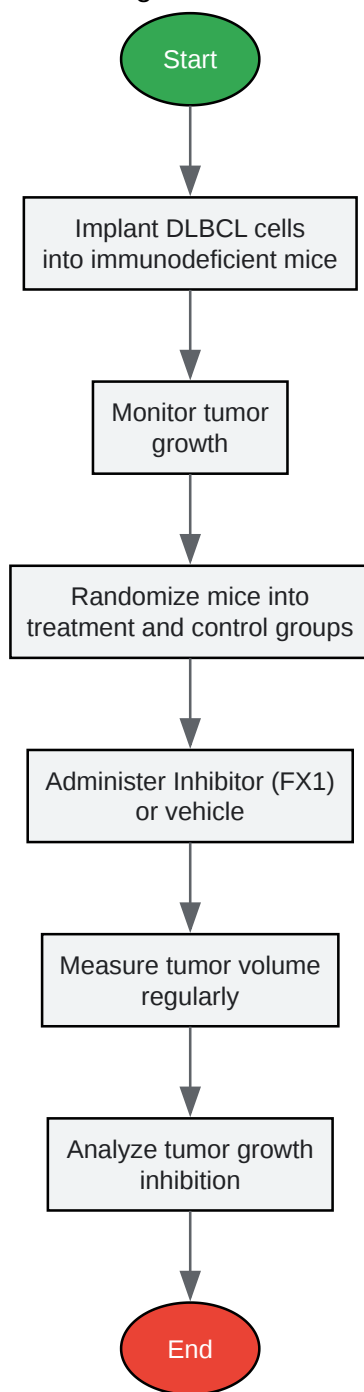 Start
Implant DLBCL cells
into immunodeficient mice
Monitor tumor
growth
Randomize mice into
treatment and control groups
Administer Inhibitor (FX1)
or vehicle
Measure tumor volume
regularly
Analyze tumor growth
inhibition
End